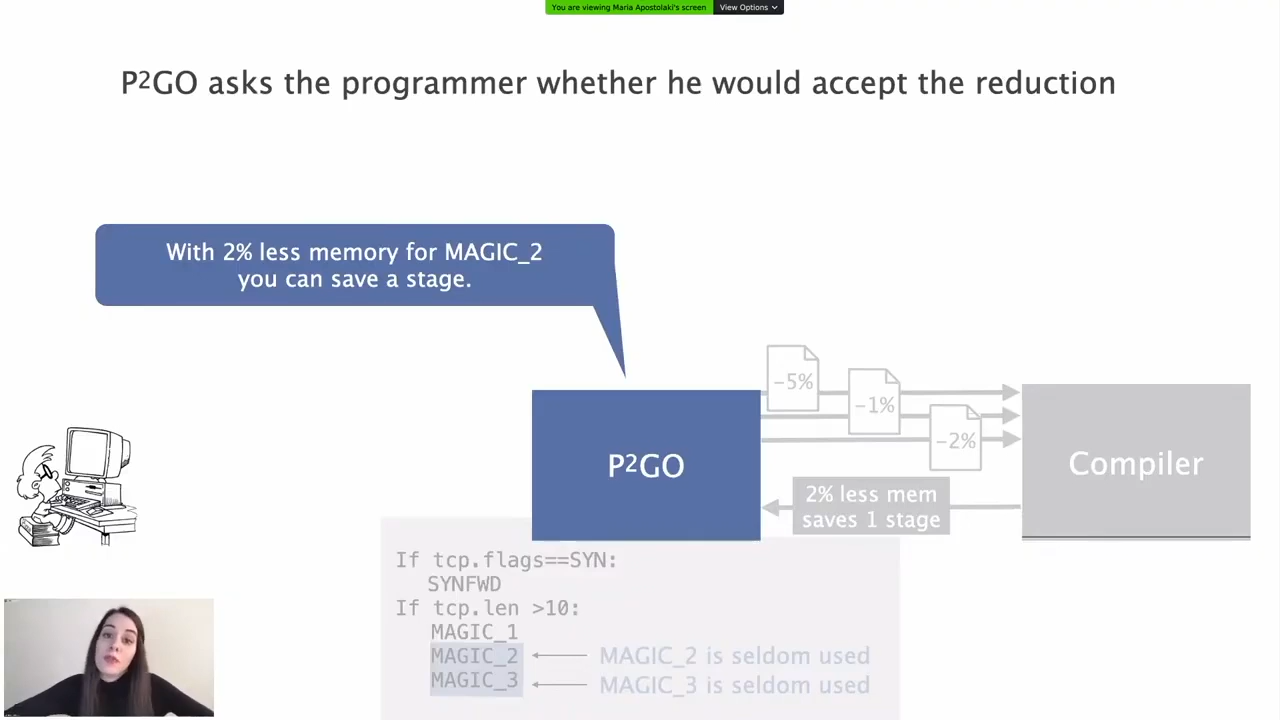 You are viewing Maria Apostolaki's screen
View Options
P²GO asks the programmer whether he would accept the reduction
With 2% less memory for MAGIC_2
you can save a stage.
-5%
-1%
-2%
P²GO
Compiler
2% less mem
saves 1 stage
If tcp.flags==SYN:
SYNFWD
If tcp.len >10:
MAGIC_1
MAGIC_2 MAGIC_2 is seldom used
MAGIC_3 MAGIC_3 is seldom used